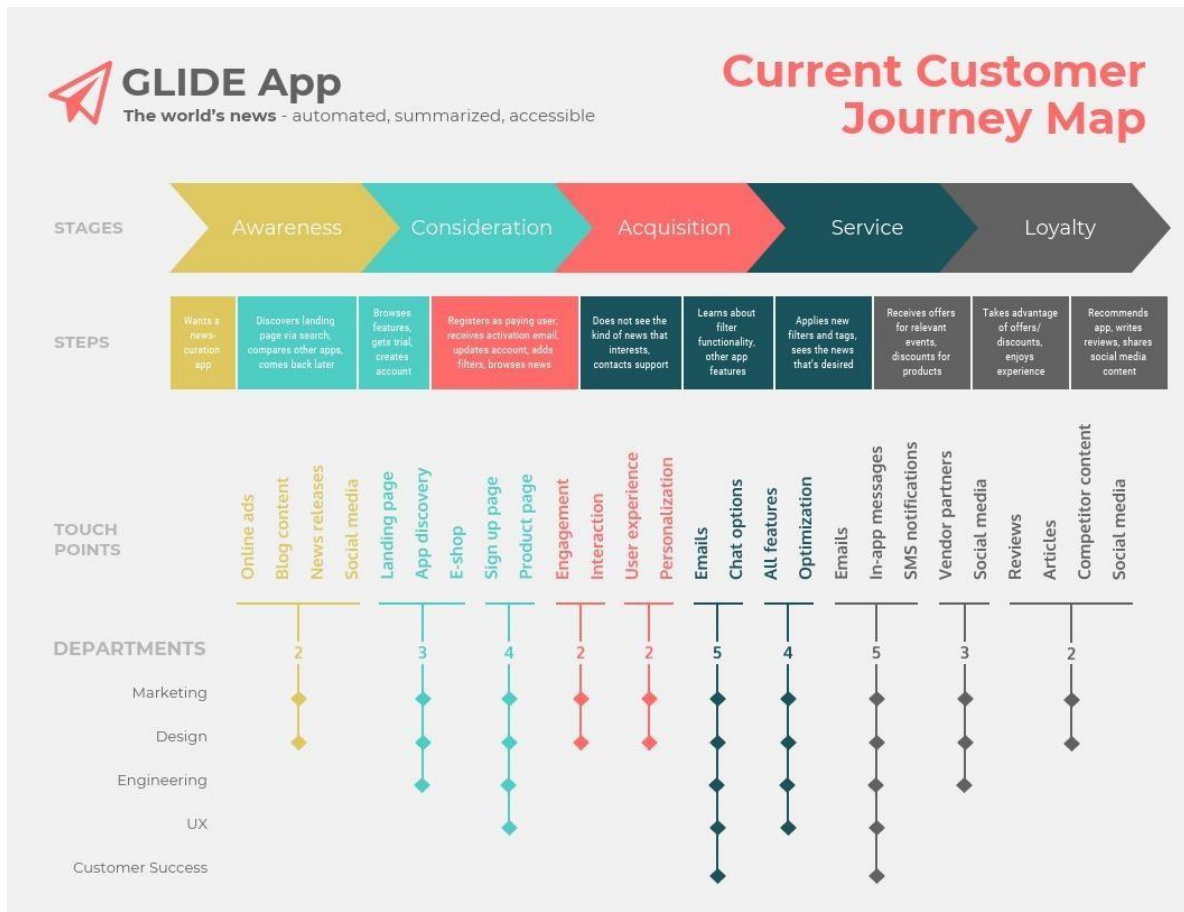 GLIDE App
The world's news - automated, summarized, accessible
Current Customer
Journey Map
STAGES
Awareness
Consideration
Acquisition
Service
Loyalty
STEPS
Wants a
news-
curation
app
Discovers landing
page via search,
compares other apps,
comes back later
Browses
features,
gets trial,
creates
account
Registers as paying user,
receives activation email,
updates account, adds
filters, browses news
Does not see the
kind of news that
interests,
contacts support
Learns about
filter
functionality,
other app
features
Applies new
filters and tags,
sees the news
that's desired
Receives offers
for relevant
events,
discounts for
products
Takes advantage
of offers/
discounts,
enjoys
experience
Recommends
app, writes
reviews, shares
social media
content
TOUCH
POINTS
Online ads
Blog content
News releases
Social media
Landing page
App discovery
E-shop
Sign up page
Product page
Engagement
Interaction
User experience
Personalization
Emails
Chat options
All features
Optimization
Emails
In-app messages
SMS notifications
Vendor partners
Social media
Reviews
Articles
Competitor content
Social media
DEPARTMENTS
2
3
4
2
2
5
4
5
3
2
Marketing
Design
Engineering
UX
Customer Success